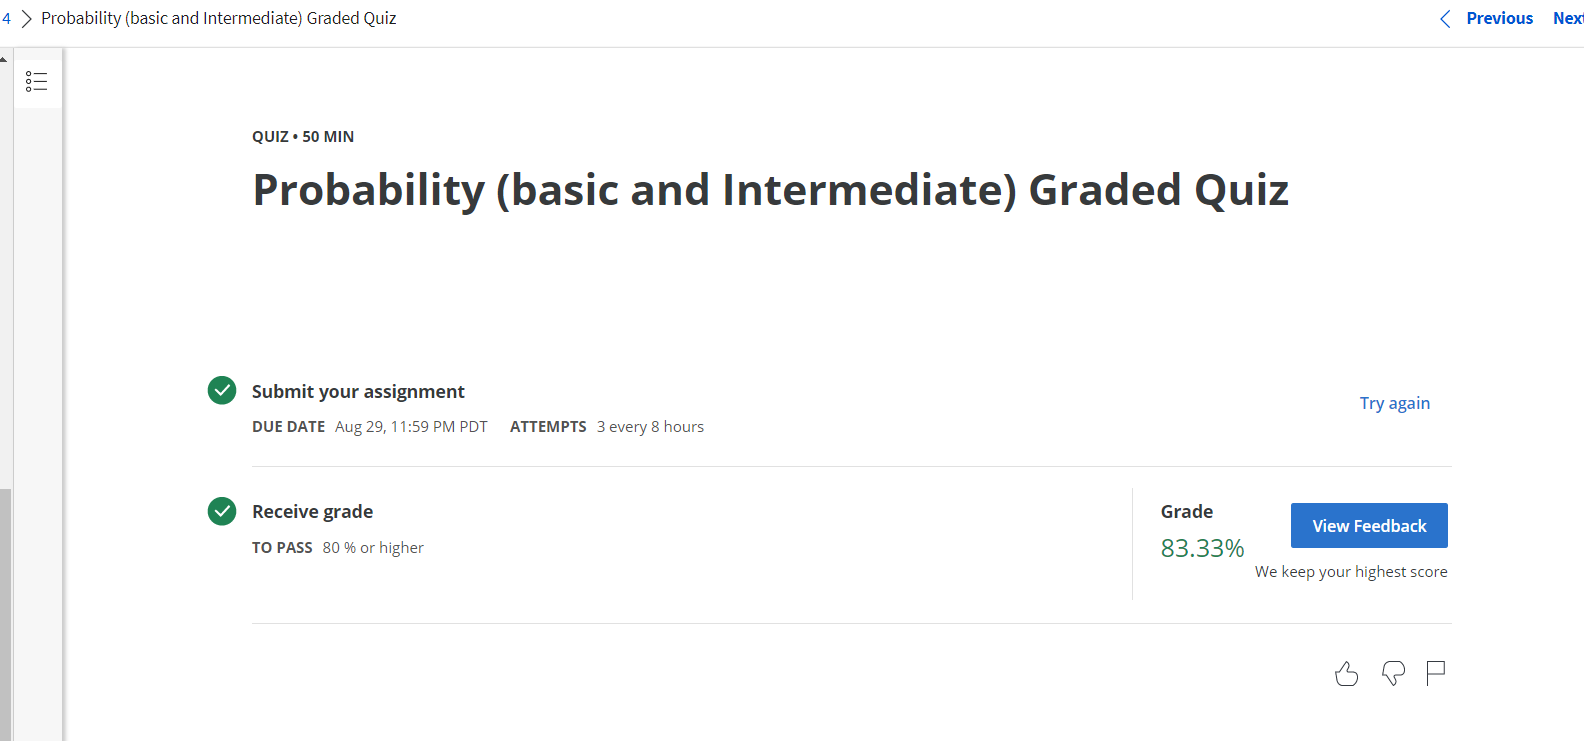 4 > Probability (basic and Intermediate) Graded Quiz
Previous Next
QUIZ • 50 MIN
Probability (basic and Intermediate) Graded Quiz
Submit your assignment
Try again
DUE DATE Aug 29, 11:59 PM PDT ATTEMPTS 3 every 8 hours
Receive grade
Grade
View Feedback
TO PASS 80 % or higher
83.33%
We keep your highest score